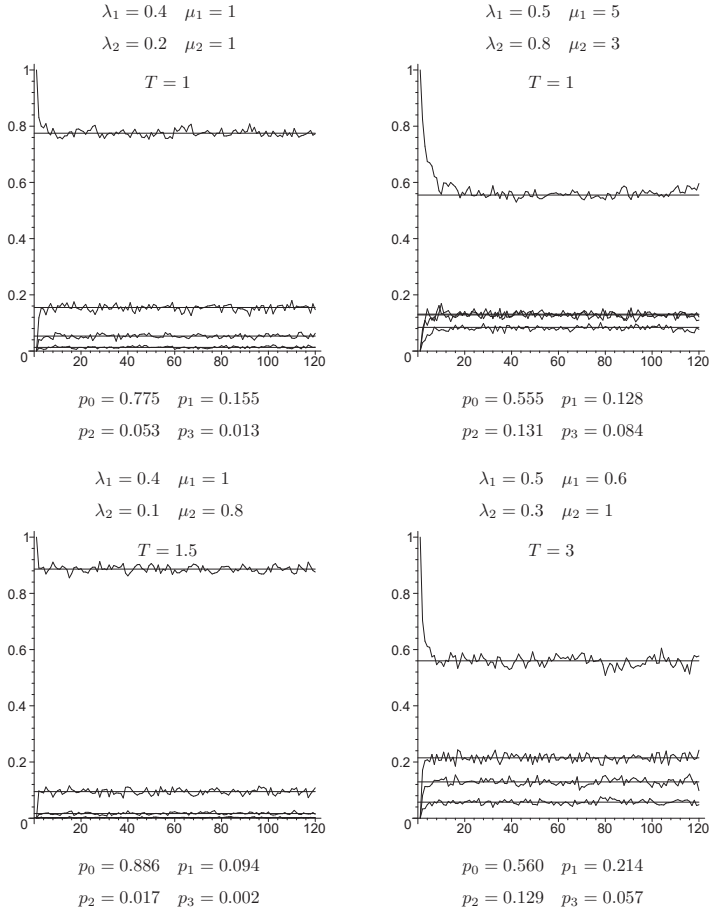 λ₁ = 0.4 μ₁ = 1
λ₂ = 0.2 μ₂ = 1
T = 1
1
0.8
0.6
0.4
0.2
0
20 40 60 80 100 120
p₀ = 0.775 p₁ = 0.155
p₂ = 0.053 p₃ = 0.013
λ₁ = 0.5 μ₁ = 5
λ₂ = 0.8 μ₂ = 3
T = 1
1
0.8
0.6
0.4
0.2
0
20 40 60 80 100 120
p₀ = 0.555 p₁ = 0.128
p₂ = 0.131 p₃ = 0.084
λ₁ = 0.4 μ₁ = 1
λ₂ = 0.1 μ₂ = 0.8
T = 1.5
1
0.8
0.6
0.4
0.2
0
20 40 60 80 100 120
p₀ = 0.886 p₁ = 0.094
p₂ = 0.017 p₃ = 0.002
λ₁ = 0.5 μ₁ = 0.6
λ₂ = 0.3 μ₂ = 1
T = 3
1
0.8
0.6
0.4
0.2
0
20 40 60 80 100 120
p₀ = 0.560 p₁ = 0.214
p₂ = 0.129 p₃ = 0.057